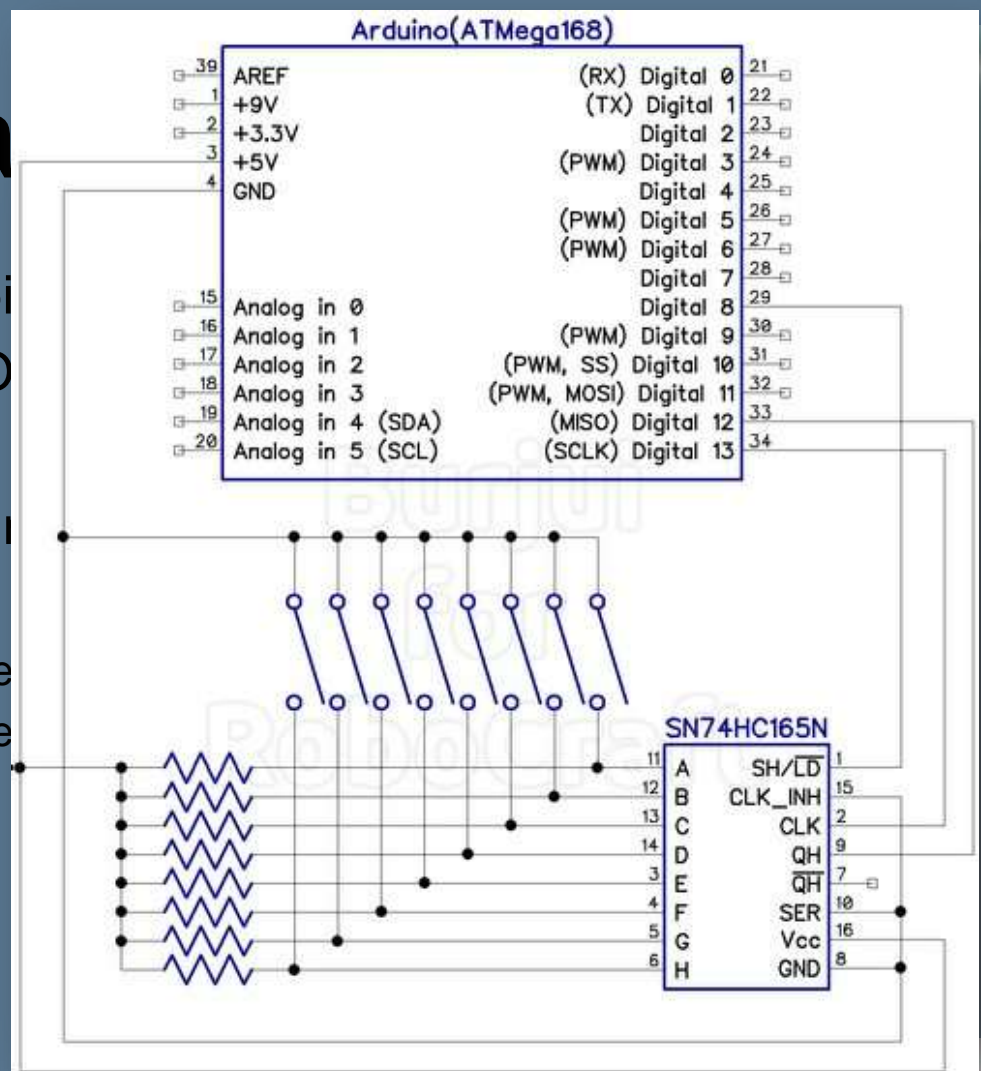 Arduino(ATMega168)
39 AREF
1 +9V
2 +3.3V
3 +5V
4 GND
15 Analog in 0
16 Analog in 1
17 Analog in 2
18 Analog in 3
19 Analog in 4 (SDA)
20 Analog in 5 (SCL)
(RX) Digital 0 21
(TX) Digital 1 22
Digital 2 23
(PWM) Digital 3 24
Digital 4 25
(PWM) Digital 5 26
(PWM) Digital 6 27
Digital 7 28
Digital 8 29
(PWM) Digital 9 30
(PWM, SS) Digital 10 31
(PWM, MOSI) Digital 11 32
(MISO) Digital 12 33
(SCLK) Digital 13 34
Burjui
for
RoboCraft
SN74HC165N
11 A
12 B
13 C
14 D
3 E
4 F
5 G
6 H
SH/L̅D̅ 1
CLK_INH 15
CLK 2
QH 9
Q̅H̅ 7
SER 10
Vcc 16
GND 8